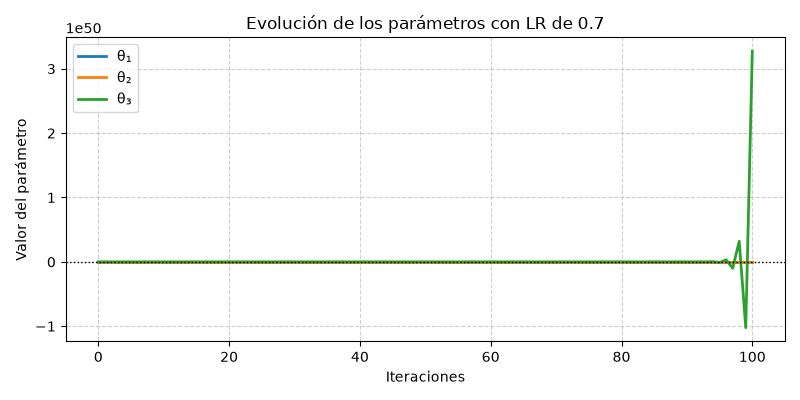 Evolución de los parámetros con LR de 0.7
1e50
θ₁
θ₂
θ₃
Valor del parámetro
3
2
1
0
−1
0 20 40 60 80 100
Iteraciones